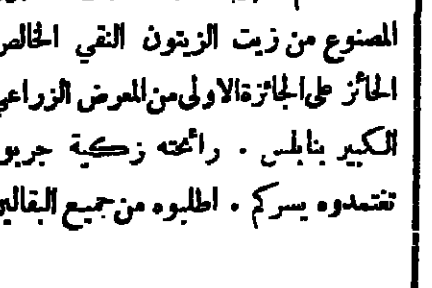 المصنوع من زيت الزيتون النقي الخالص
الحائز على الجائزة الاولى من المعرض الزراعي
الكبير بنابلس . رائحته زكية جربو
تعتمدوه يسركم . اطلبوه من جميع البقالين